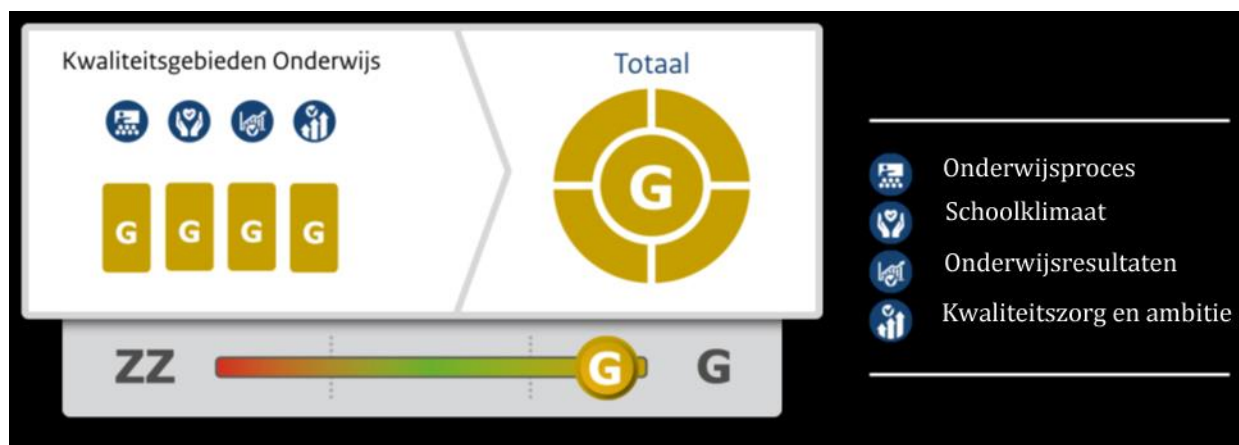 Kwaliteitsgebieden Onderwijs
Totaal
G
G G G G
ZZ G G
Onderwijsproces
Schoolklimaat
Onderwijsresultaten
Kwaliteitszorg en ambitie